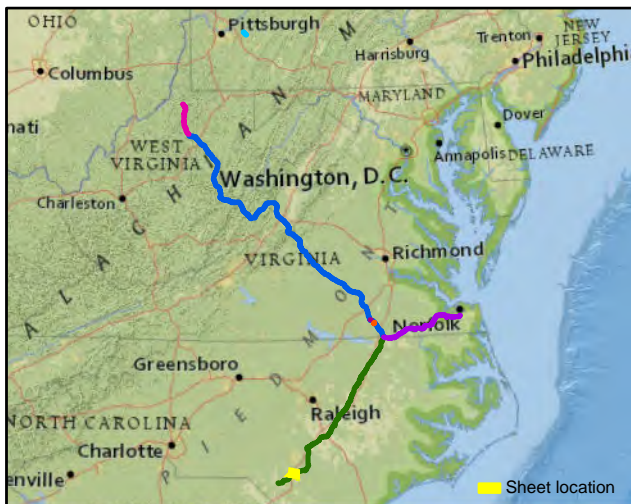 OHIO
Pittsburgh
Harrisburg
Trenton
NEW JERSEY
Philadelphia
Columbus
MARYLAND
Dover
nati
WEST VIRGINIA
Annapolis
DELAWARE
Washington, D.C.
Charleston
Richmond
VIRGINIA
Norfolk
Greensboro
Raleigh
NORTH CAROLINA
Charlotte
enville
A L A C H A N M
P I E D M O N T
Sheet location